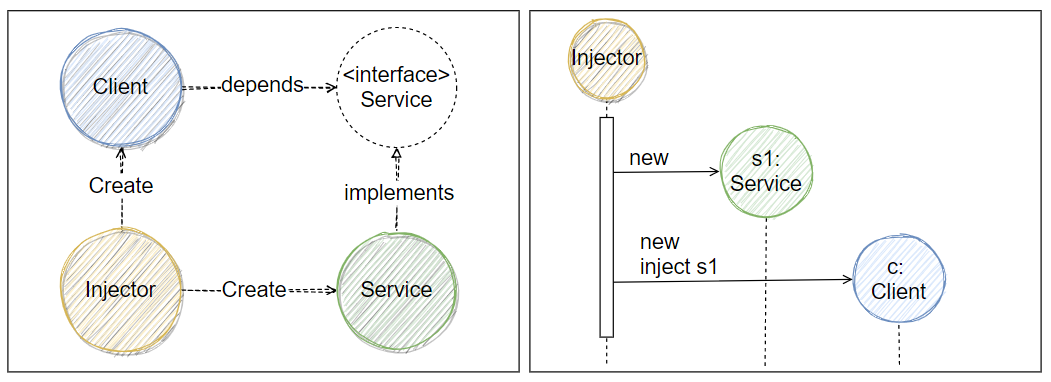 Client
depends
<interface>
Service
Create
implements
Injector
Create
Service
Injector
new
s1:
Service
new
inject s1
c:
Client